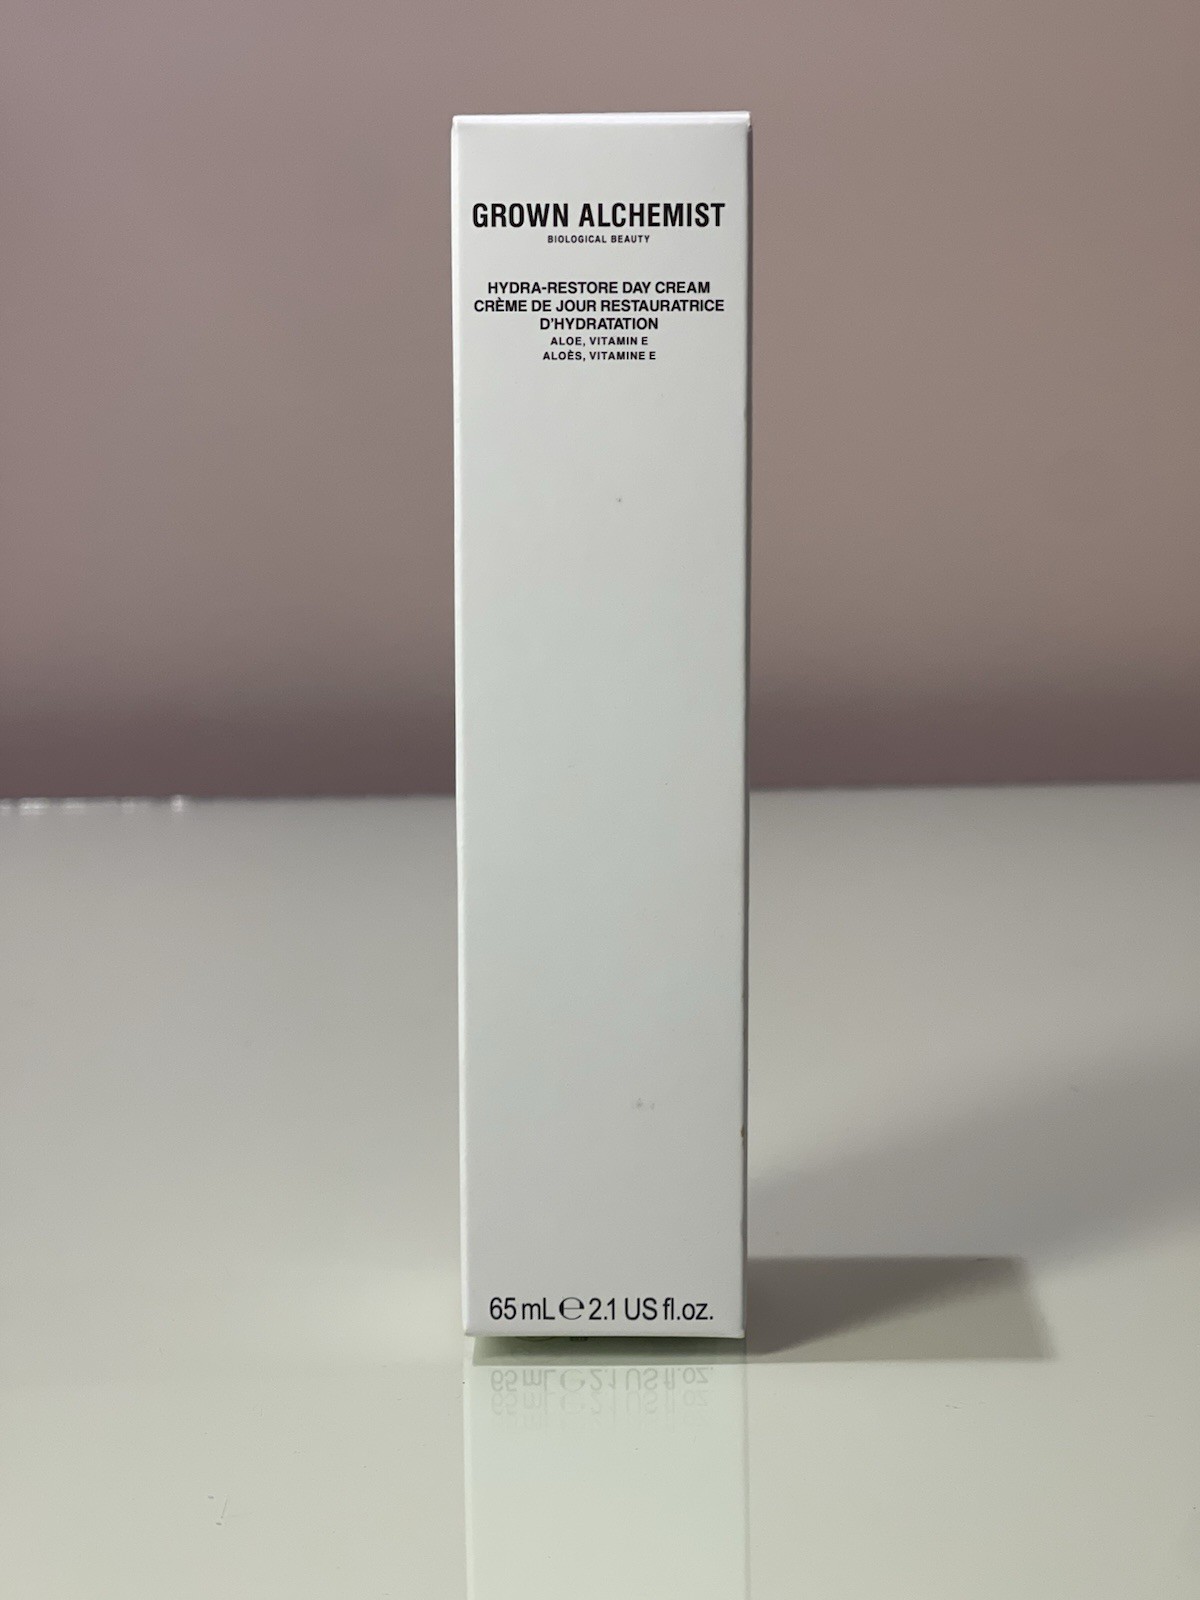 GROWN ALCHEMIST
BIOLOGICAL BEAUTY
HYDRA-RESTORE DAY CREAM
CRÈME DE JOUR RESTAURATRICE
D'HYDRATATION
ALOE, VITAMIN E
ALOÈS, VITAMINE E
65 mL ℮ 2.1 US fl.oz.